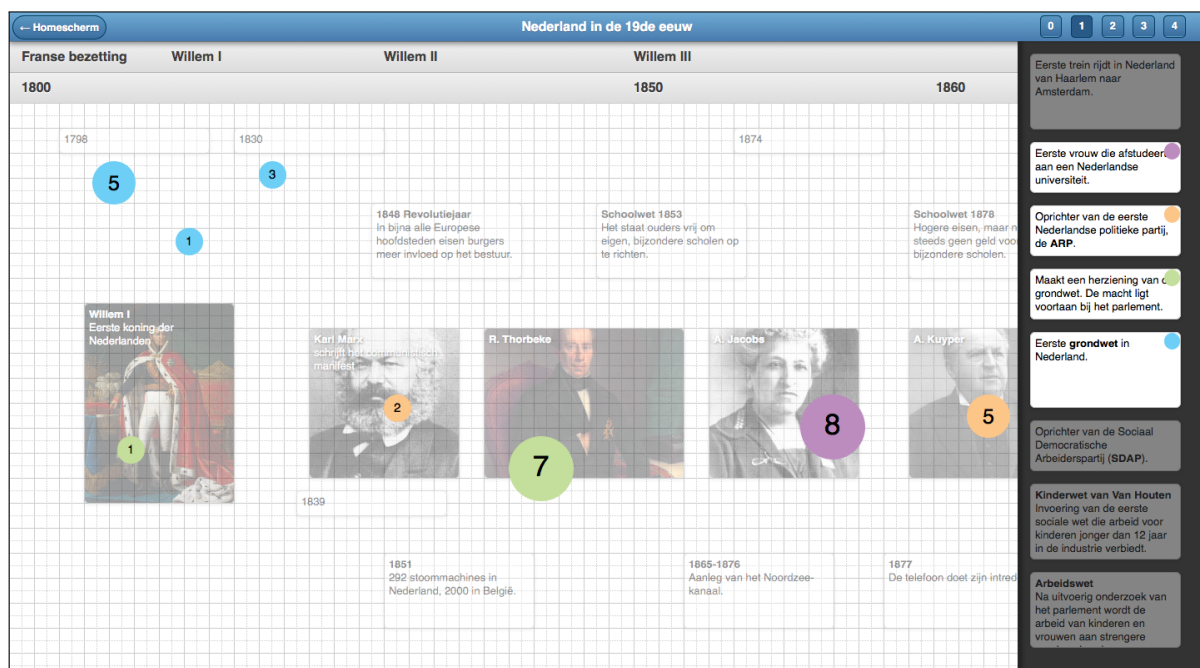 ← Homescherm
Nederland in de 19de eeuw
0 1 2 3 4
Franse bezetting
Willem I
Willem II
Willem III
1800
1850
1860
1798
1830
1874
5
3
1
1848 Revolutiejaar
In bijna alle Europese
hoofdsteden eisen burgers
meer invloed op het bestuur.
Schoolwet 1853
Het staat ouders vrij om
eigen, bijzondere scholen op
te richten.
Schoolwet 1878
Hogere eisen, maar n
steeds geen geld voor
bijzondere scholen.
Willem I
Eerste koning der
Nederlanden
1
Karl Marx
schrijft het communistisch
manifest
2
R. Thorbeke
7
A. Jacobs
8
A. Kuyper
5
1839
1851
292 stoommachines in
Nederland, 2000 in België.
1865-1876
Aanleg van het Noordzee-
kanaal.
1877
De telefoon doet zijn intred
Eerste trein rijdt in Nederland
van Haarlem naar
Amsterdam.
Eerste vrouw die afstudeert
aan een Nederlandse
universiteit.
Oprichter van de eerste
Nederlandse politieke partij,
de ARP.
Maakt een herziening van d
grondwet. De macht ligt
voortaan bij het parlement.
Eerste grondwet in
Nederland.
Oprichter van de Sociaal
Democratische
Arbeiderspartij (SDAP).
Kinderwet van Van Houten
Invoering van de eerste
sociale wet die arbeid voor
kinderen jonger dan 12 jaar
in de industrie verbiedt.
Arbeidswet
Na uitvoerig onderzoek van
het parlement wordt de
arbeid van kinderen en
vrouwen aan strengere